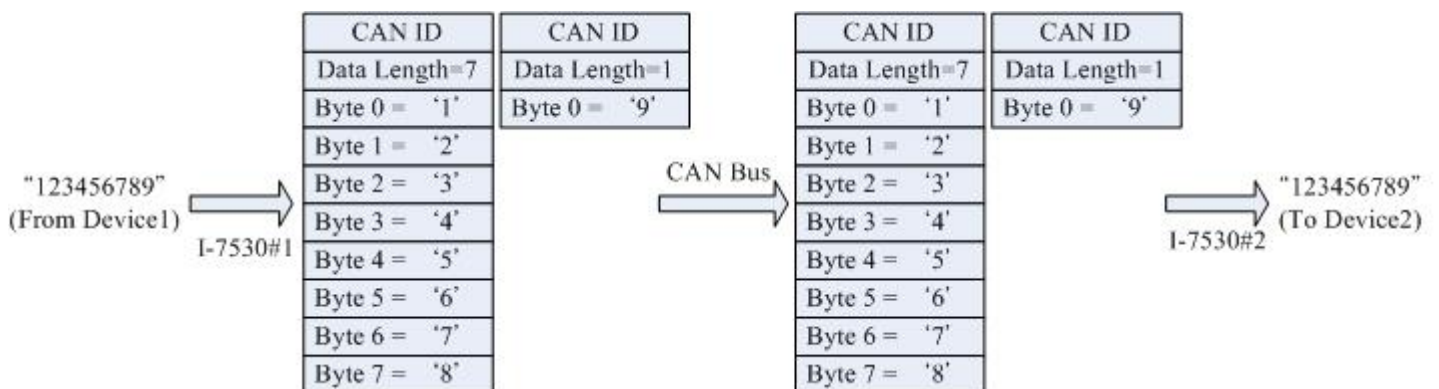 "123456789"
(From Device1)
I-7530#1
CAN ID
Data Length=7
Byte 0 = ‘1’
Byte 1 = ‘2’
Byte 2 = ‘3’
Byte 3 = ‘4’
Byte 4 = ‘5’
Byte 5 = ‘6’
Byte 6 = ‘7’
Byte 7 = ‘8’
CAN ID
Data Length=1
Byte 0 = ‘9’
CAN Bus
CAN ID
Data Length=7
Byte 0 = ‘1’
Byte 1 = ‘2’
Byte 2 = ‘3’
Byte 3 = ‘4’
Byte 4 = ‘5’
Byte 5 = ‘6’
Byte 6 = ‘7’
Byte 7 = ‘8’
CAN ID
Data Length=1
Byte 0 = ‘9’
I-7530#2
"123456789"
(To Device2)